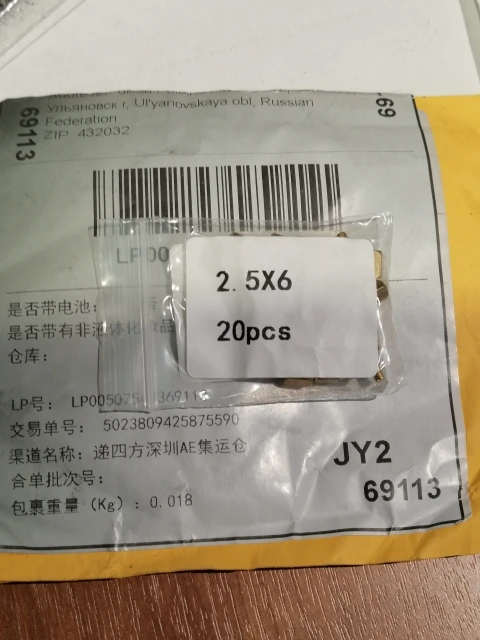 69113
69
Ульяновск г, Ul'yanovskaya obl, Russian
Federation
ZIP 432032
LP00
2.5X6
20pcs
是否带电池：
是否带有非液体化妆品
仓库：
LP号：
交易单号： 5023809425875590
渠道名称：递四方深圳AE集运仓
合单批次号：
包裹重量（Kg）：0.018
JY2
69113